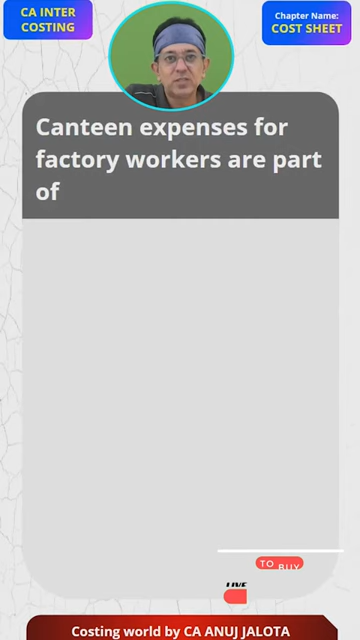 CA INTER
COSTING
Chapter Name:
COST SHEET
Canteen expenses for
factory workers are part
of
TO BUY
LIVE
Costing world by CA ANUJ JALOTA